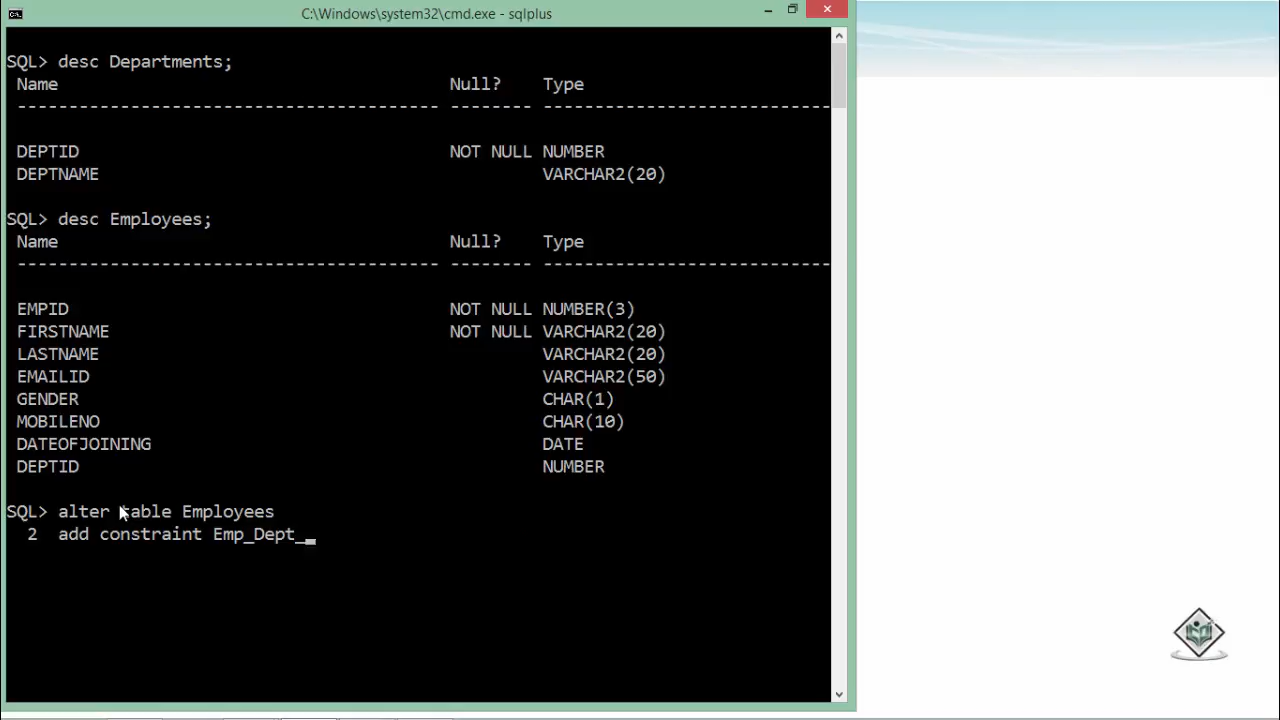 C:\Windows\system32\cmd.exe - sqlplus
SQL> desc Departments;
Name Null? Type
----------------------------------------- -------- ----------------------------
DEPTID NOT NULL NUMBER
DEPTNAME VARCHAR2(20)
SQL> desc Employees;
Name Null? Type
----------------------------------------- -------- ----------------------------
EMPID NOT NULL NUMBER(3)
FIRSTNAME NOT NULL VARCHAR2(20)
LASTNAME VARCHAR2(20)
EMAILID VARCHAR2(50)
GENDER CHAR(1)
MOBILENO CHAR(10)
DATEOFJOINING DATE
DEPTID NUMBER
SQL> alter table Employees
2 add constraint Emp_Dept_